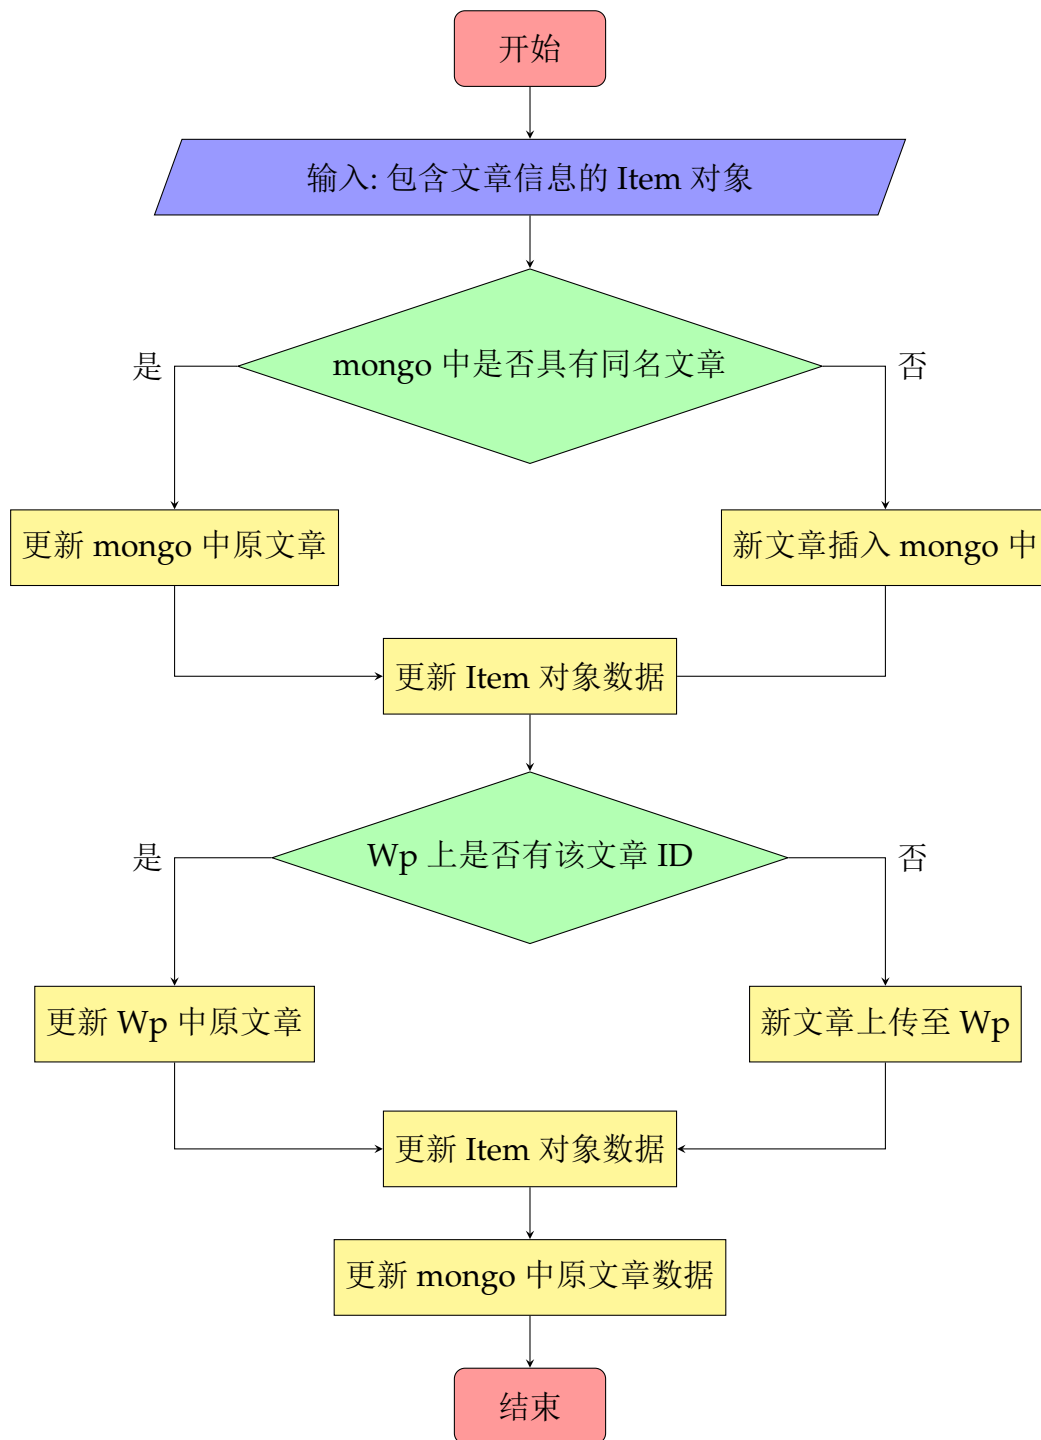 开始
输入: 包含文章信息的 Item 对象
mongo 中是否具有同名文章
是
否
更新 mongo 中原文章
新文章插入 mongo 中
更新 Item 对象数据
Wp 上是否有该文章 ID
是
否
更新 Wp 中原文章
新文章上传至 Wp
更新 Item 对象数据
更新 mongo 中原文章数据
结束